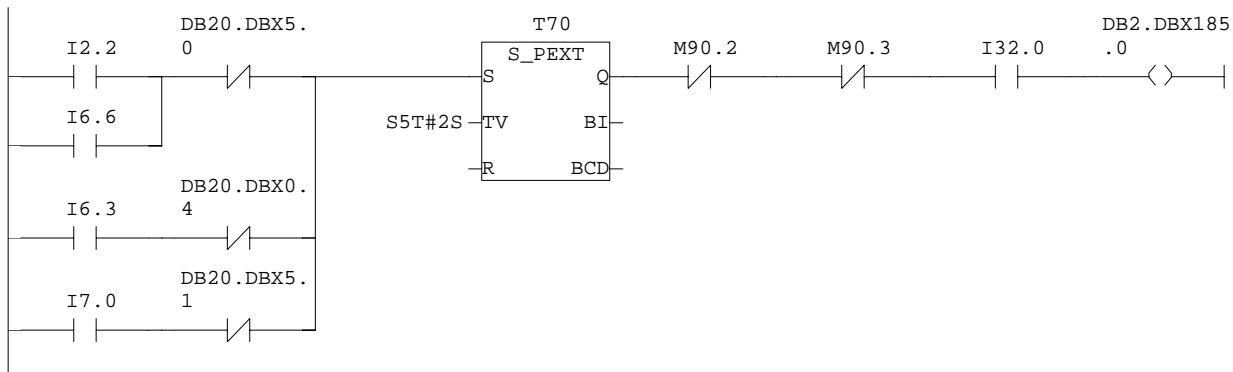 DB20.DBX5. T70 DB2.DBX185
I2.2 0 S_PEXT M90.2 M90.3 I32.0 .0
S Q
I6.6 S5T#2S TV BI
R BCD
DB20.DBX0.
I6.3 4
DB20.DBX5.
I7.0 1